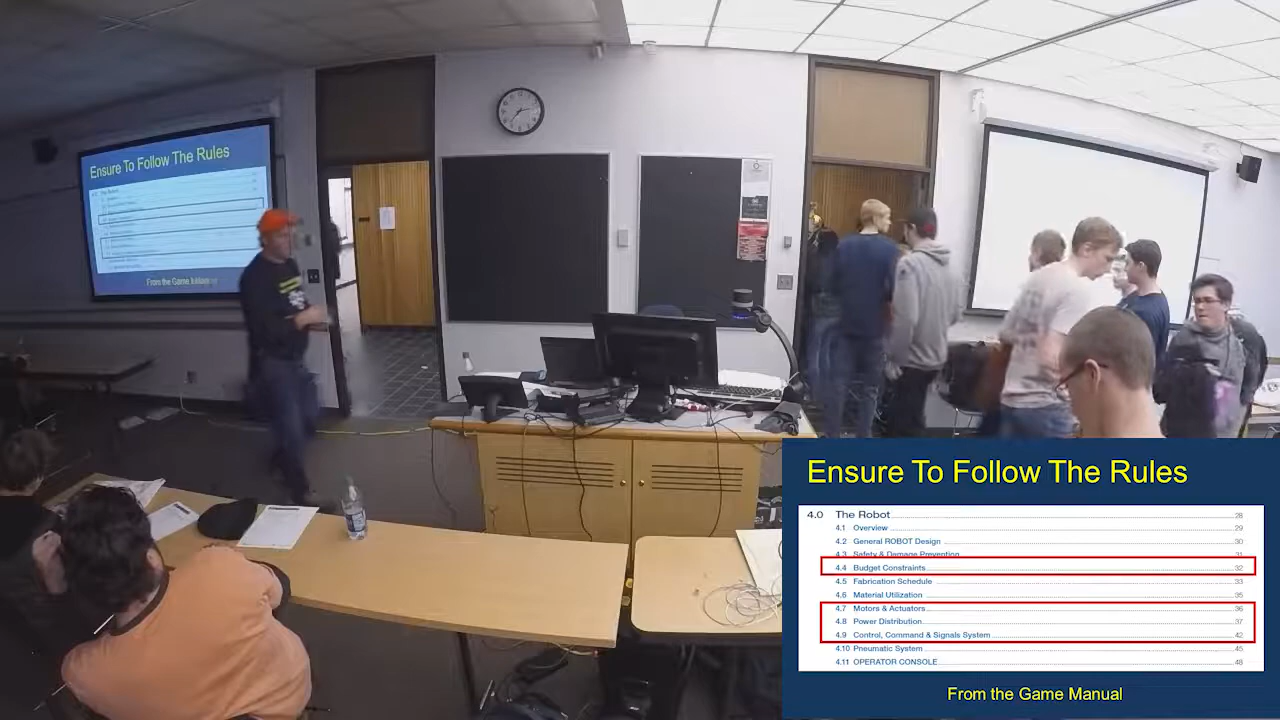 Ensure To Follow The Rules
From the Game Manual
Ensure To Follow The Rules
4.0 The Robot 28
4.1 Overview 29
4.2 General ROBOT Design 30
4.3 Safety & Damage Prevention 31
4.4 Budget Constraints 32
4.5 Fabrication Schedule 33
4.6 Material Utilization 35
4.7 Motors & Actuators 36
4.8 Power Distribution 37
4.9 Control, Command & Signals System 42
4.10 Pneumatic System 45
4.11 OPERATOR CONSOLE 48
From the Game Manual